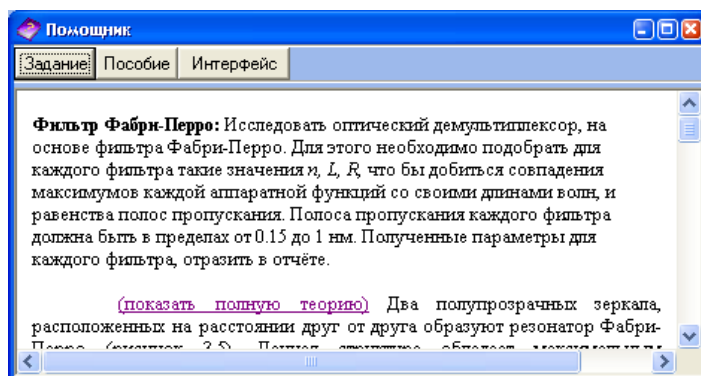 Помощник
Задание Пособие Интерфейс
Фильтр Фабри-Перро: Исследовать оптический демультиплексор, на
основе фильтра Фабри-Перро. Для этого необходимо подобрать для
каждого фильтра такие значения n, L, R, что бы добиться совпадения
максимумов каждой аппаратной функций со своими длинами волн, и
равенства полос пропускания. Полоса пропускания каждого фильтра
должна быть в пределах от 0.15 до 1 нм. Полученные параметры для
каждого фильтра, отразить в отчёте.
(показать полную теорию) Два полупрозрачных зеркала,
расположенных на расстоянии друг от друга образуют резонатор Фабри-